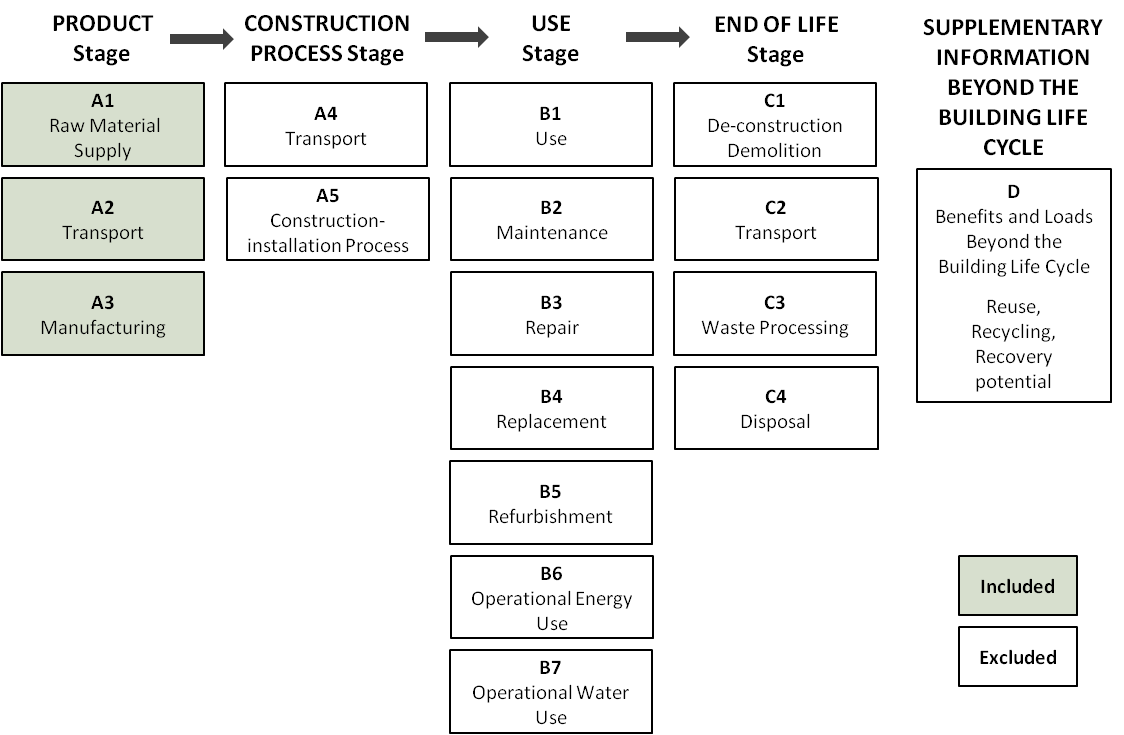 PRODUCT
Stage
A1
Raw Material
Supply
A2
Transport
A3
Manufacturing
CONSTRUCTION
PROCESS Stage
A4
Transport
A5
Construction-
installation Process
USE
Stage
B1
Use
B2
Maintenance
B3
Repair
B4
Replacement
B5
Refurbishment
B6
Operational Energy
Use
B7
Operational Water
Use
END OF LIFE
Stage
C1
De-construction
Demolition
C2
Transport
C3
Waste Processing
C4
Disposal
SUPPLEMENTARY
INFORMATION
BEYOND THE
BUILDING LIFE
CYCLE
D
Benefits and Loads
Beyond the
Building Life Cycle
Reuse,
Recycling,
Recovery
potential
Included
Excluded